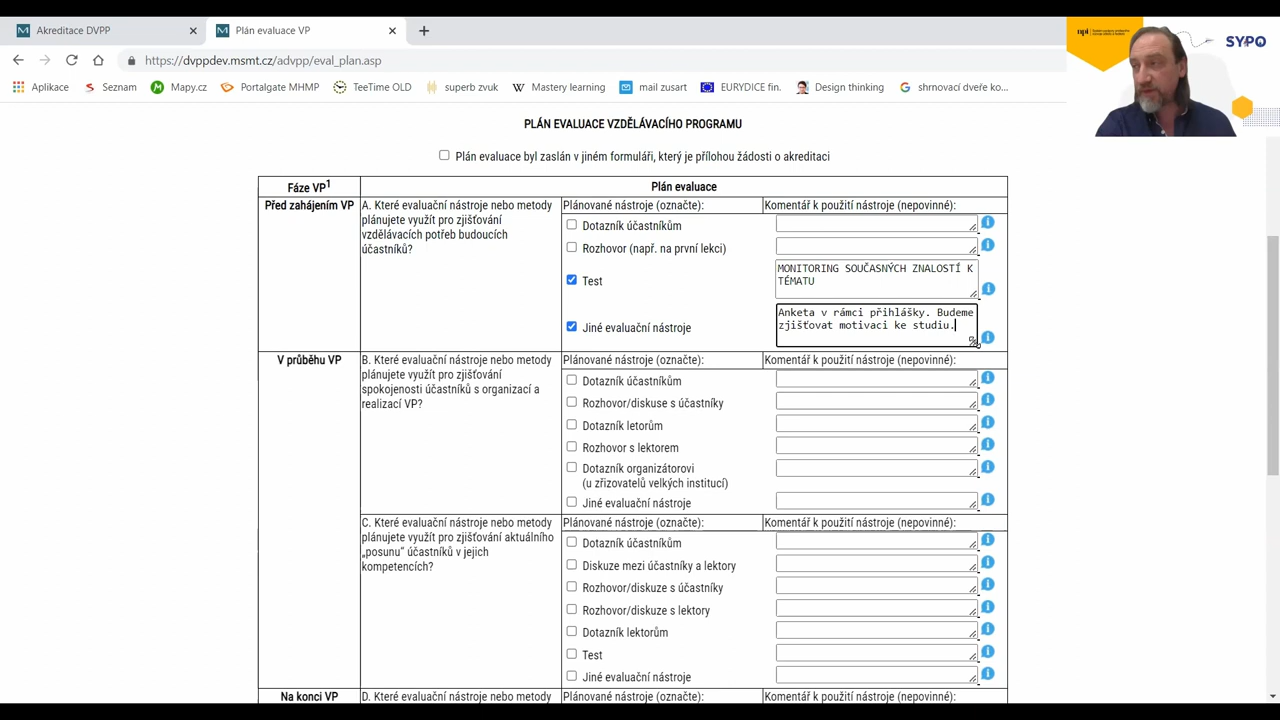 Akreditace DVPP
Plán evaluace VP
https://dvppdev.msmt.cz/advpp/eval_plan.asp
Aplikace
Seznam
Mapy.cz
Portalgate MHMP
TeeTime OLD
superb zvuk
Mastery learning
mail zusart
EURYDICE fin.
Design thinking
shrnovací dveře ko...
npi
SYPO
PLÁN EVALUACE VZDĚLÁVACÍHO PROGRAMU
Plán evaluace byl zaslán v jiném formuláři, který je přílohou žádosti o akreditaci
Fáze VP1
Plán evaluace
Před zahájením VP
A. Které evaluační nástroje nebo metody
plánujete využít pro zjišťování
vzdělávacích potřeb budoucích
účastníků?
Plánované nástroje (označte):
Komentář k použití nástroje (nepovinné):
Dotazník účastníkům
Rozhovor (např. na první lekci)
Test
MONITORING SOUČASNÝCH ZNALOSTÍ K
TÉMATU
Jiné evaluační nástroje
Anketa v rámci přihlášky. Budeme
zjišťovat motivaci ke studiu.
V průběhu VP
B. Které evaluační nástroje nebo metody
plánujete využít pro zjišťování
spokojenosti účastníků s organizací a
realizací VP?
Plánované nástroje (označte):
Komentář k použití nástroje (nepovinné):
Dotazník účastníkům
Rozhovor/diskuse s účastníky
Dotazník letorům
Rozhovor s lektorem
Dotazník organizátorovi
(u zřizovatelů velkých institucí)
Jiné evaluační nástroje
C. Které evaluační nástroje nebo metody
plánujete využít pro zjišťování aktuálního
„posunu“ účastníků v jejich
kompetencích?
Plánované nástroje (označte):
Komentář k použití nástroje (nepovinné):
Dotazník účastníkům
Diskuze mezi účastníky a lektory
Rozhovor/diskuze s účastníky
Rozhovor/diskuze s lektory
Dotazník lektorům
Test
Jiné evaluační nástroje
Na konci VP
D. Které evaluační nástroje nebo metody
Plánované nástroje (označte):
Komentář k použití nástroje (nepovinné):